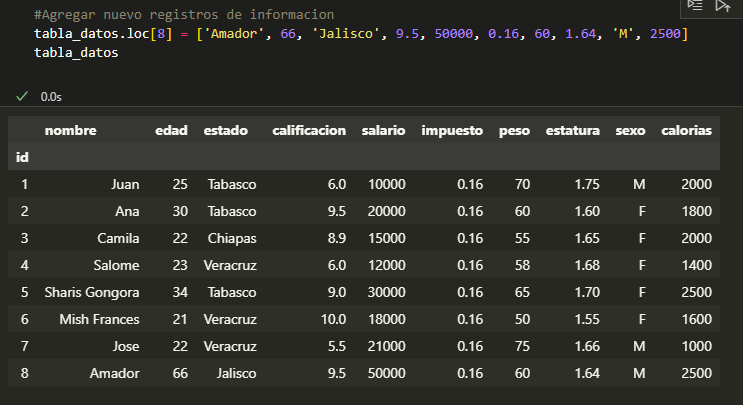 #Agregar nuevo registros de informacion
tabla_datos.loc[8] = ['Amador', 66, 'Jalisco', 9.5, 50000, 0.16, 60, 1.64, 'M', 2500]
tabla_datos
0.0s
nombre edad estado calificacion salario impuesto peso estatura sexo calorias
id
1 Juan 25 Tabasco 6.0 10000 0.16 70 1.75 M 2000
2 Ana 30 Tabasco 9.5 20000 0.16 60 1.60 F 1800
3 Camila 22 Chiapas 8.9 15000 0.16 55 1.65 F 2000
4 Salome 23 Veracruz 6.0 12000 0.16 58 1.68 F 1400
5 Sharis Gongora 34 Tabasco 9.0 30000 0.16 65 1.70 F 2500
6 Mish Frances 21 Veracruz 10.0 18000 0.16 50 1.55 F 1600
7 Jose 22 Veracruz 5.5 21000 0.16 75 1.66 M 1000
8 Amador 66 Jalisco 9.5 50000 0.16 60 1.64 M 2500